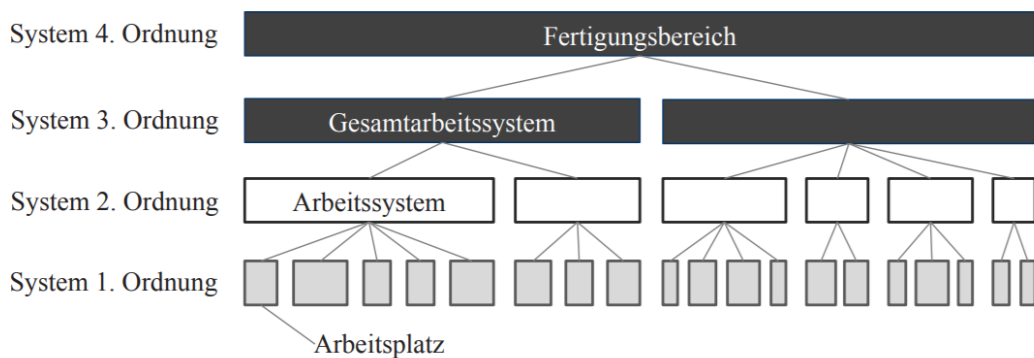 System 4. Ordnung Fertigungsbereich
System 3. Ordnung Gesamtarbeitssystem
System 2. Ordnung Arbeitssystem
System 1. Ordnung
Arbeitsplatz